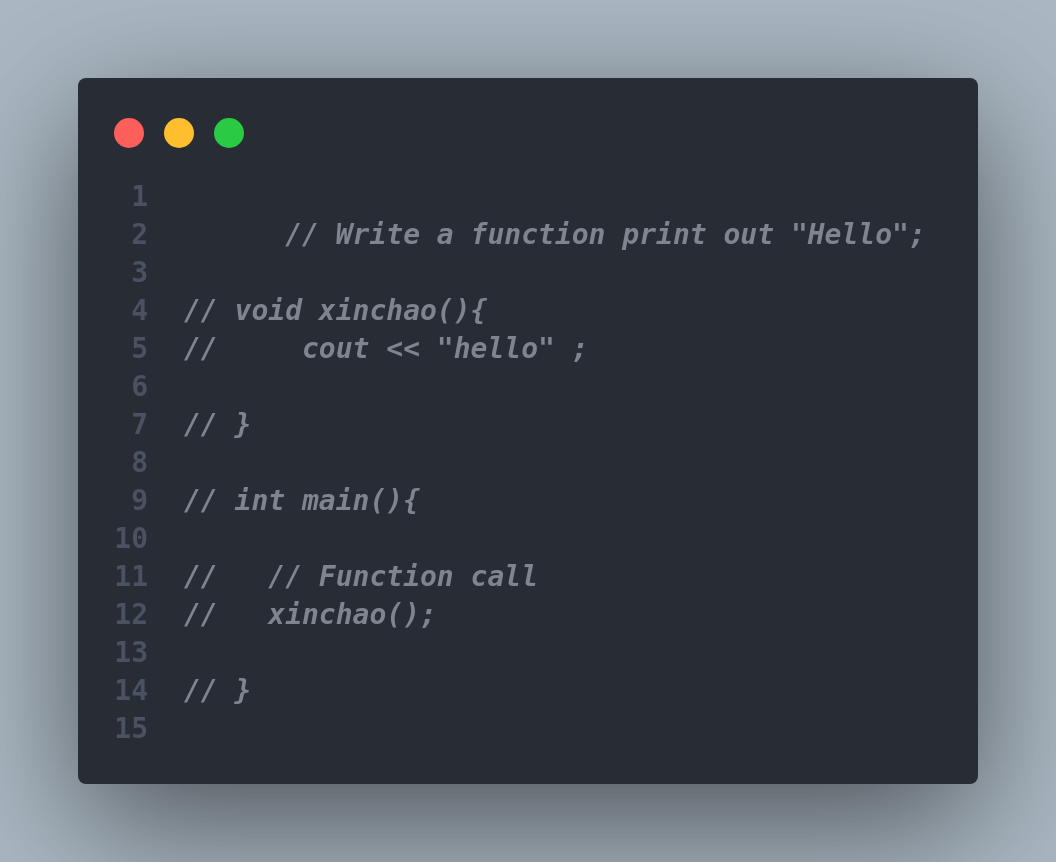 1
2       // Write a function print out "Hello";
3
4 // void xinchao(){
5 //     cout << "hello" ;
6
7 // }
8
9 // int main(){
10
11 //   // Function call
12 //   xinchao();
13
14 // }
15